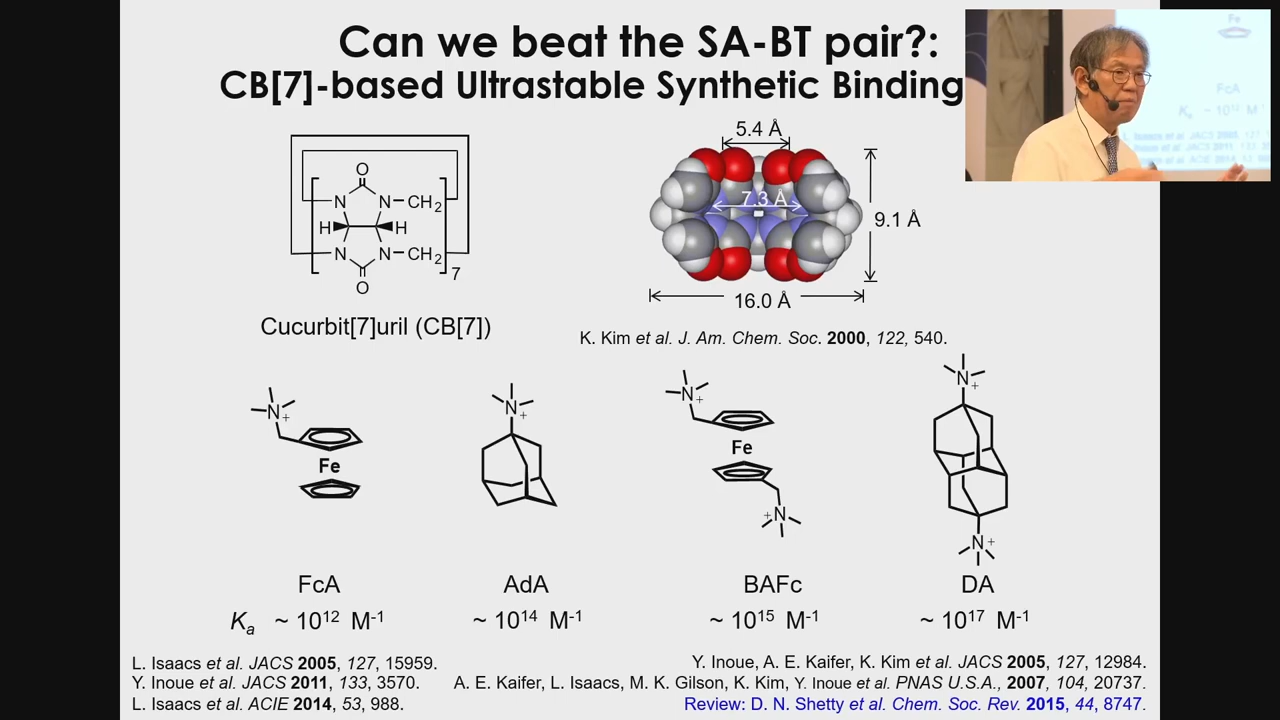 Can we beat the SA-BT pair?:
CB[7]-based Ultrastable Synthetic Binding
5.4 Å
7.3 Å
9.1 Å
16.0 Å
O
N N–CH2
H H
N N–CH2
O
7
Cucurbit[7]uril (CB[7])
K. Kim et al. J. Am. Chem. Soc. 2000, 122, 540.
N+
Fe
N+
N+
Fe
+N
N+
N+
FcA AdA BAFc DA
Ka ~ 10¹² M⁻¹ ~ 10¹⁴ M⁻¹ ~ 10¹⁵ M⁻¹ ~ 10¹⁷ M⁻¹
L. Isaacs et al. JACS 2005, 127, 15959.
Y. Inoue et al. JACS 2011, 133, 3570.
L. Isaacs et al. ACIE 2014, 53, 988.
Y. Inoue, A. E. Kaifer, K. Kim et al. JACS 2005, 127, 12984.
A. E. Kaifer, L. Isaacs, M. K. Gilson, K. Kim, Y. Inoue et al. PNAS U.S.A., 2007, 104, 20737.
Review: D. N. Shetty et al. Chem. Soc. Rev. 2015, 44, 8747.
Fe
FcA
Ka ~ 10¹² M